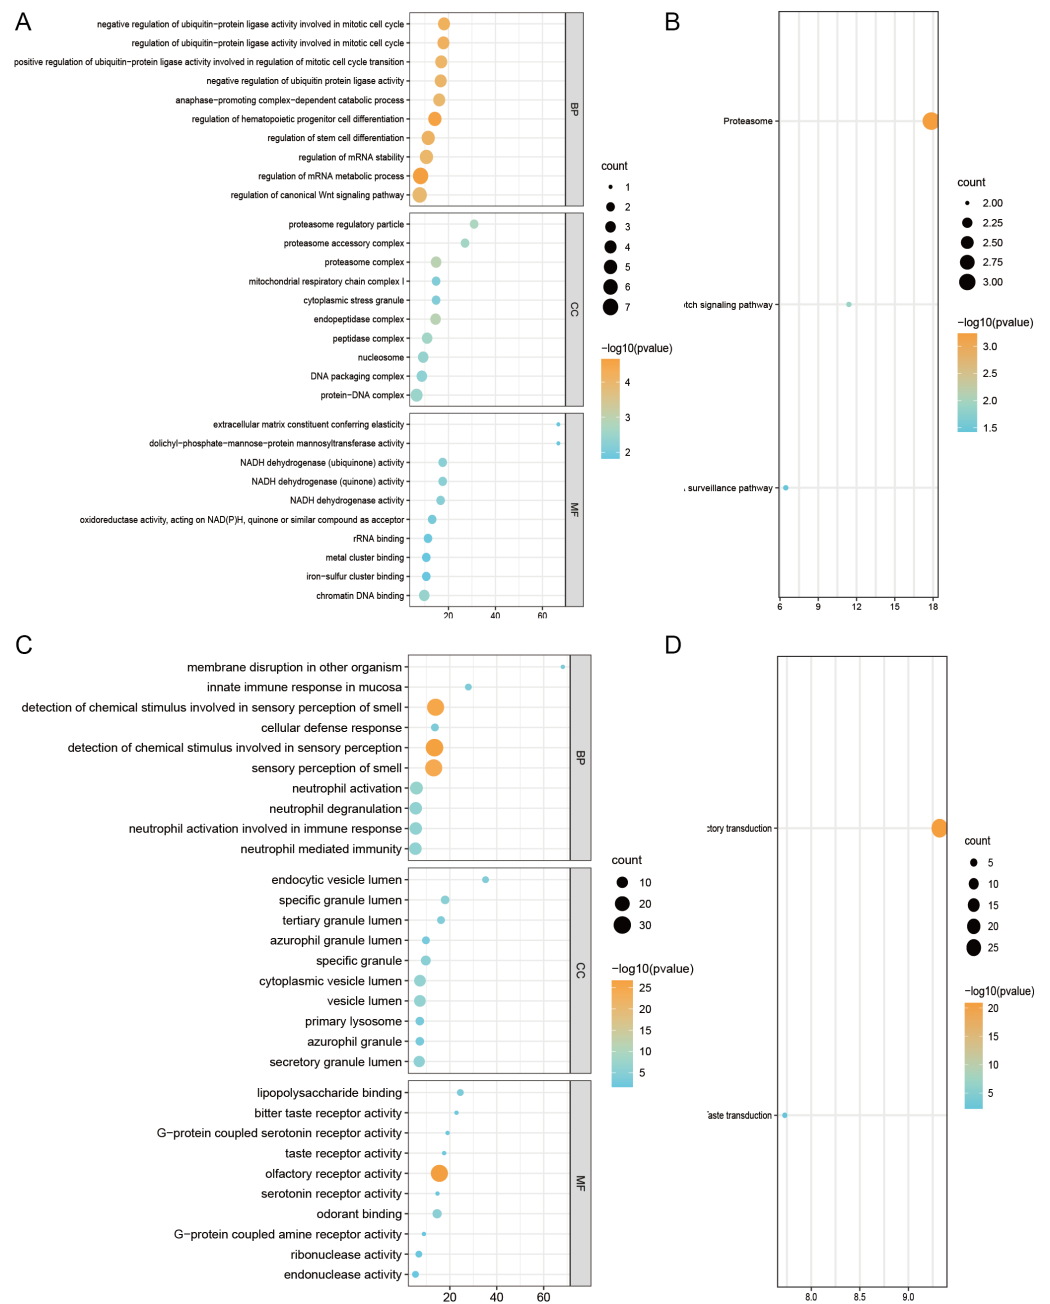 A
negative regulation of ubiquitin−protein ligase activity involved in mitotic cell cycle
regulation of ubiquitin−protein ligase activity involved in mitotic cell cycle
positive regulation of ubiquitin−protein ligase activity involved in regulation of mitotic cell cycle transition
negative regulation of ubiquitin protein ligase activity
anaphase−promoting complex−dependent catabolic process
regulation of hematopoietic progenitor cell differentiation
regulation of stem cell differentiation
regulation of mRNA stability
regulation of mRNA metabolic process
regulation of canonical Wnt signaling pathway
BP
proteasome regulatory particle
proteasome accessory complex
proteasome complex
mitochondrial respiratory chain complex I
cytoplasmic stress granule
endopeptidase complex
peptidase complex
nucleosome
DNA packaging complex
protein−DNA complex
CC
extracellular matrix constituent conferring elasticity
dolichyl−phosphate−mannose−protein mannosyltransferase activity
NADH dehydrogenase (ubiquinone) activity
NADH dehydrogenase (quinone) activity
NADH dehydrogenase activity
oxidoreductase activity, acting on NAD(P)H, quinone or similar compound as acceptor
rRNA binding
metal cluster binding
iron−sulfur cluster binding
chromatin DNA binding
MF
20 40 60
count
1
2
3
4
5
6
7
−log10(pvalue)
4
3
2
B
Proteasome
tch signaling pathway
surveillance pathway
6 9 12 15 18
count
2.00
2.25
2.50
2.75
3.00
−log10(pvalue)
3.0
2.5
2.0
1.5
C
membrane disruption in other organism
innate immune response in mucosa
detection of chemical stimulus involved in sensory perception of smell
cellular defense response
detection of chemical stimulus involved in sensory perception
sensory perception of smell
neutrophil activation
neutrophil degranulation
neutrophil activation involved in immune response
neutrophil mediated immunity
BP
endocytic vesicle lumen
specific granule lumen
tertiary granule lumen
azurophil granule lumen
specific granule
cytoplasmic vesicle lumen
vesicle lumen
primary lysosome
azurophil granule
secretory granule lumen
CC
lipopolysaccharide binding
bitter taste receptor activity
G−protein coupled serotonin receptor activity
taste receptor activity
olfactory receptor activity
serotonin receptor activity
odorant binding
G−protein coupled amine receptor activity
ribonuclease activity
endonuclease activity
MF
20 40 60
count
10
20
30
−log10(pvalue)
25
20
15
10
5
D
ctory transduction
Taste transduction
8.0 8.5 9.0
count
5
10
15
20
25
−log10(pvalue)
20
15
10
5